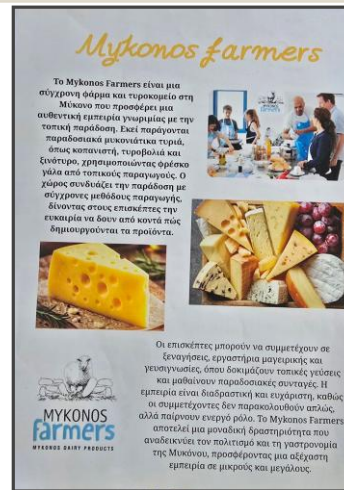 Mykonos farmers
Το Mykonos Farmers είναι μια
σύγχρονη φάρμα και τυροκομείο στη
Μύκονο που προσφέρει μια
αυθεντική εμπειρία γνωριμίας με την
τοπική παράδοση. Εκεί παράγονται
παραδοσιακά μυκονιάτικα τυριά,
όπως κοπανιστή, τυροβολιά και
ξινότυρο, χρησιμοποιώντας φρέσκο
γάλα από τοπικούς παραγωγούς. Ο
χώρος συνδυάζει την παράδοση με
σύγχρονες μεθόδους παραγωγής,
δίνοντας στους επισκέπτες την
ευκαιρία να δουν από κοντά πώς
δημιουργούνται τα προϊόντα.
MYKONOS
farmers
Οι επισκέπτες μπορούν να συμμετέχουν σε
ξεναγήσεις, εργαστήρια μαγειρικής και
γευσιγνωσίες, όπου δοκιμάζουν τοπικές γεύσεις
και μαθαίνουν παραδοσιακές συνταγές. Η
εμπειρία είναι διαδραστική και ευχάριστη, καθώς
οι συμμετέχοντες δεν παρακολουθούν απλώς,
αλλά παίρνουν ενεργό ρόλο. Το Mykonos Farmers
αποτελεί μια μοναδική δραστηριότητα που
αναδεικνύει τον πολιτισμό και τη γαστρονομία
της Μυκόνου, προσφέροντας μια αξέχαστη
εμπειρία σε μικρούς και μεγάλους.
MYKONOS
farmers
MYKONOS DAIRY PRODUCTS